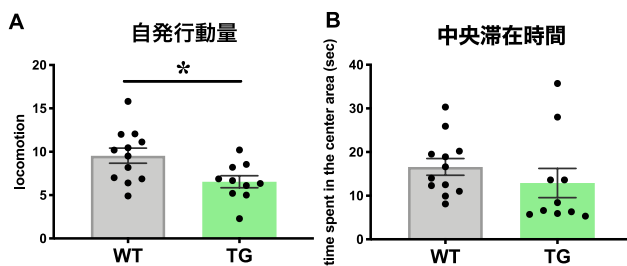 A
自発行動量
*
locomotion
20
15
10
5
0
WT
TG
B
中央滞在時間
time spent in the center area (sec)
40
30
20
10
0
WT
TG